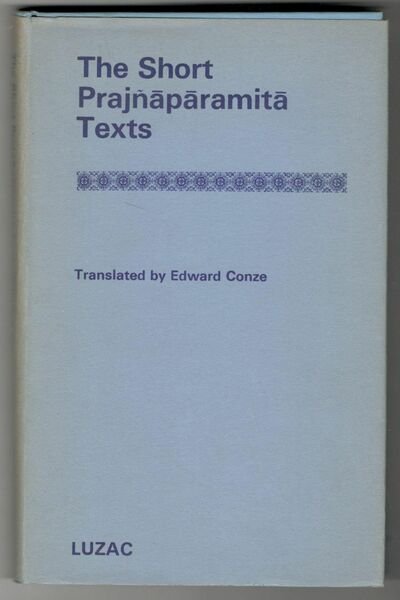 The Short
Prajñāpāramitā
Texts
Translated by Edward Conze
LUZAC